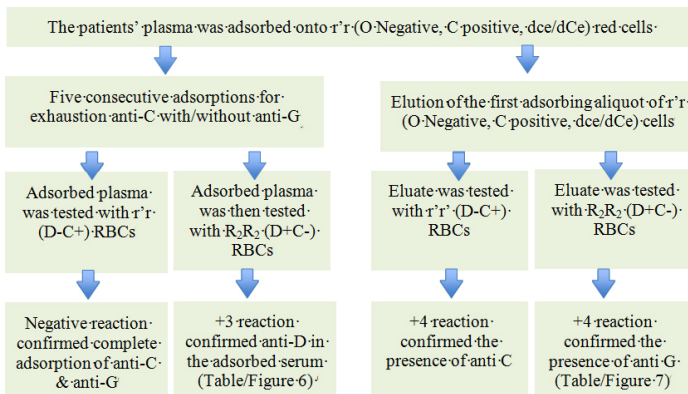 The patients' plasma was adsorbed onto r'r (O Negative, C positive, dce/dCe) red cells
Five consecutive adsorptions for
exhaustion anti-C with/without anti-G
Elution of the first adsorbing aliquot of r'r
(O Negative, C positive, dce/dCe) cells
Adsorbed plasma
was tested with r'r
(D-C+) RBCs
Adsorbed plasma
was then tested
with R₂R₂ (D+C-)
RBCs
Eluate was tested
with r'r' (D-C+)
RBCs
Eluate was tested
with R₂R₂ (D+C-)
RBCs
Negative reaction
confirmed complete
adsorption of anti-C
& anti-G
+3 reaction
confirmed anti-D in
the adsorbed serum
(Table/Figure 6)
+4 reaction
confirmed the
presence of anti C
+4 reaction
confirmed the
presence of anti G
(Table/Figure 7)